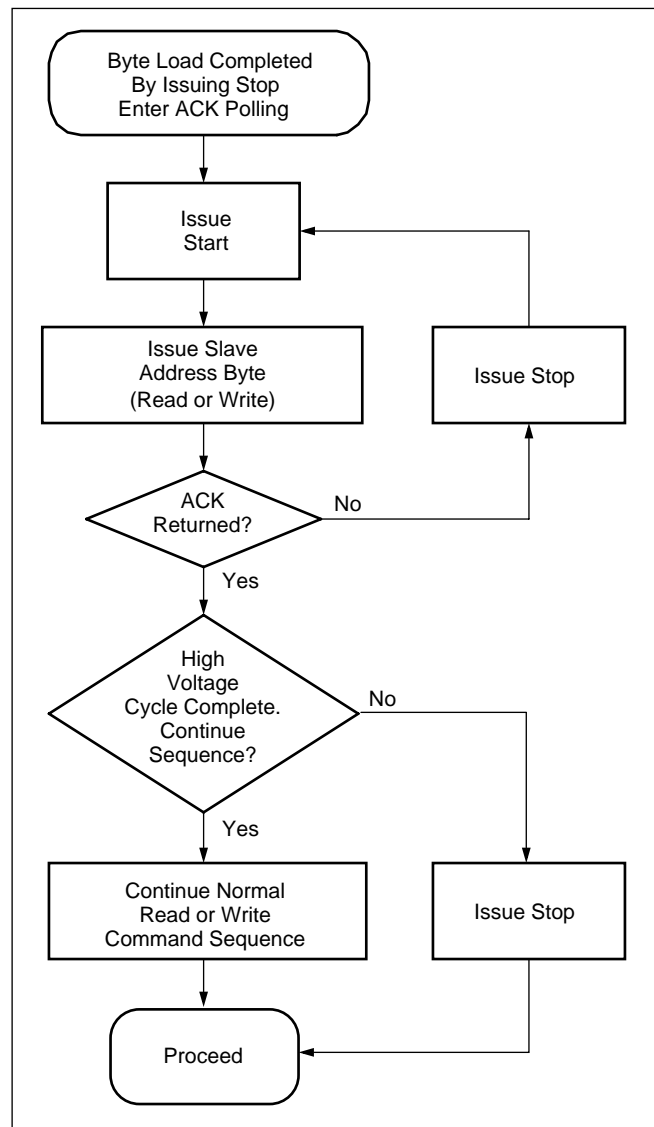 Byte Load Completed
By Issuing Stop
Enter ACK Polling
Issue
Start
Issue Slave
Address Byte
(Read or Write)
Issue Stop
ACK
Returned?
No
Yes
High
Voltage
Cycle Complete.
Continue
Sequence?
No
Yes
Continue Normal
Read or Write
Command Sequence
Issue Stop
Proceed